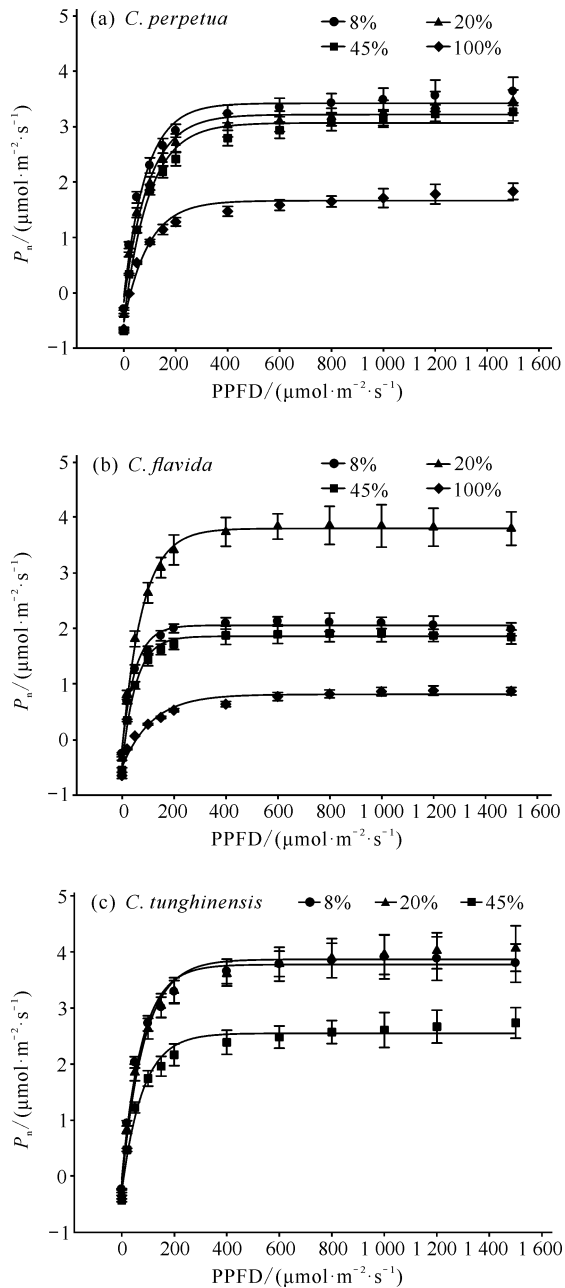 (a) C. perpetua
8% 20%
45% 100%
5
4
3
2
1
0
−1
Pn/(μmol·m⁻²·s⁻¹)
0 200 400 600 800 1 000 1 200 1 400 1 600
PPFD/(μmol·m⁻²·s⁻¹)
(b) C. flavida
8% 20%
45% 100%
5
4
3
2
1
0
−1
Pn/(μmol·m⁻²·s⁻¹)
0 200 400 600 800 1 000 1 200 1 400 1 600
PPFD/(μmol·m⁻²·s⁻¹)
(c) C. tunghinensis 8% 20% 45%
5
4
3
2
1
0
−1
Pn/(μmol·m⁻²·s⁻¹)
0 200 400 600 800 1 000 1 200 1 400 1 600
PPFD/(μmol·m⁻²·s⁻¹)